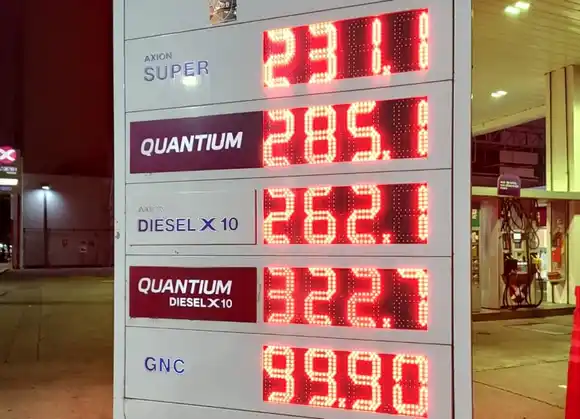 AXION
SUPER
231.1
QUANTIUM
285.1
AXION
DIESEL X 10
262.1
QUANTIUM
DIESEL X10
322.7
GNC
99.90
X